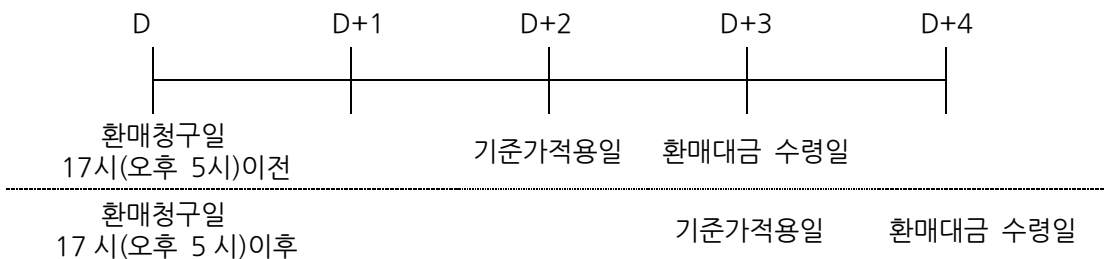 D D+1 D+2 D+3 D+4
환매청구일
17시(오후 5시)이전
기준가적용일 환매대금 수령일
환매청구일
17 시(오후 5 시)이후
기준가적용일 환매대금 수령일